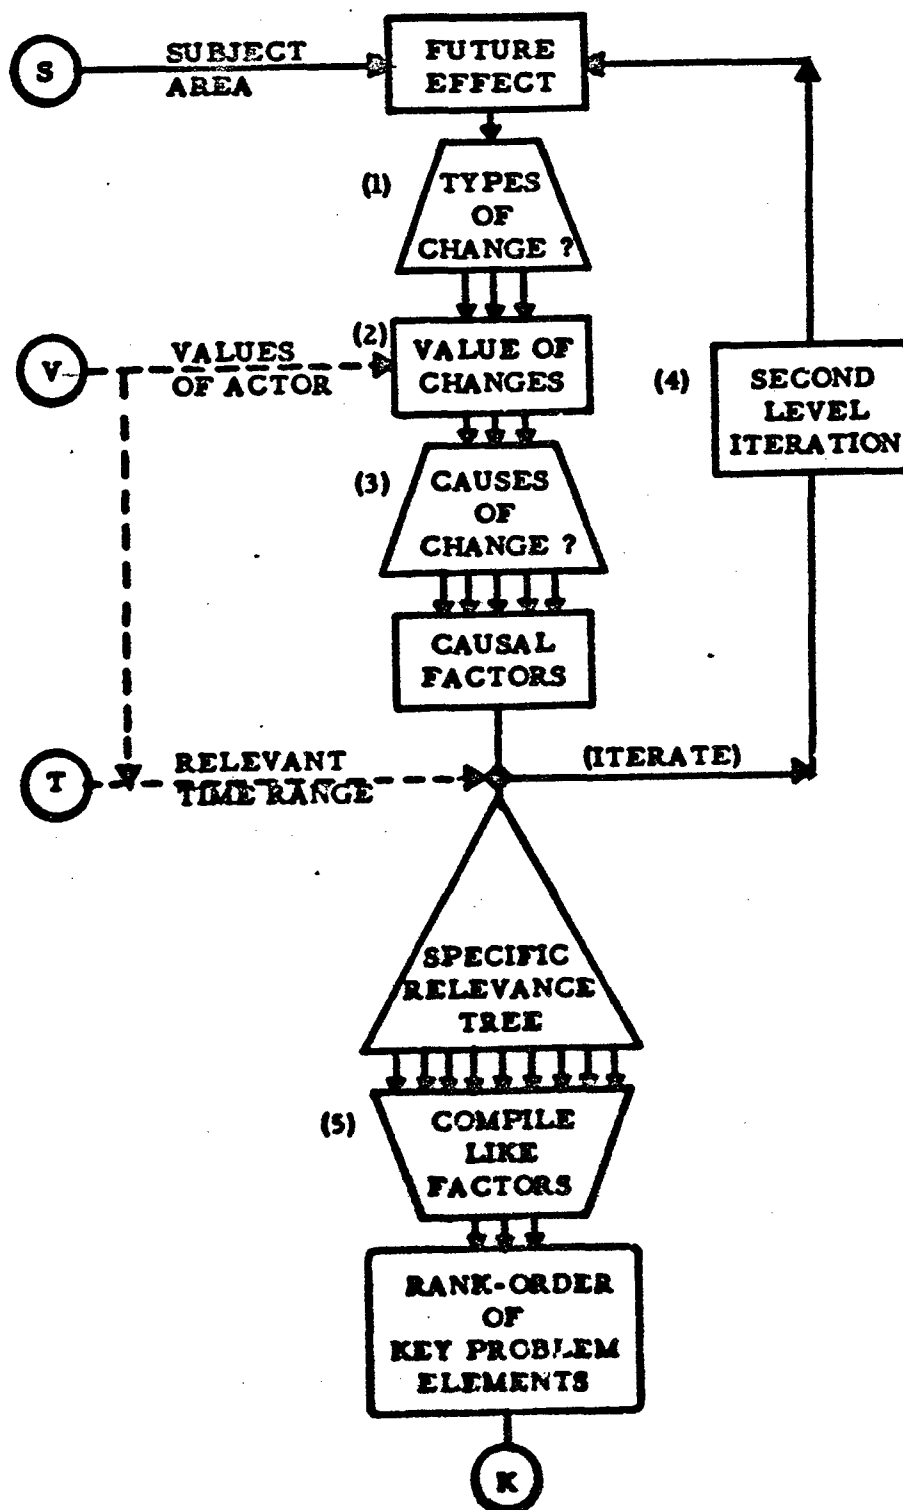 S
SUBJECT
AREA
FUTURE
EFFECT
(1)
TYPES
OF
CHANGE ?
V
VALUES
OF ACTOR
(2)
VALUE OF
CHANGES
(4)
SECOND
LEVEL
ITERATION
(3)
CAUSES
OF
CHANGE ?
CAUSAL
FACTORS
T
RELEVANT
TIME RANGE
(ITERATE)
SPECIFIC
RELEVANCE
TREE
(5)
COMPILE
LIKE
FACTORS
RANK-ORDER
OF
KEY PROBLEM
ELEMENTS
K